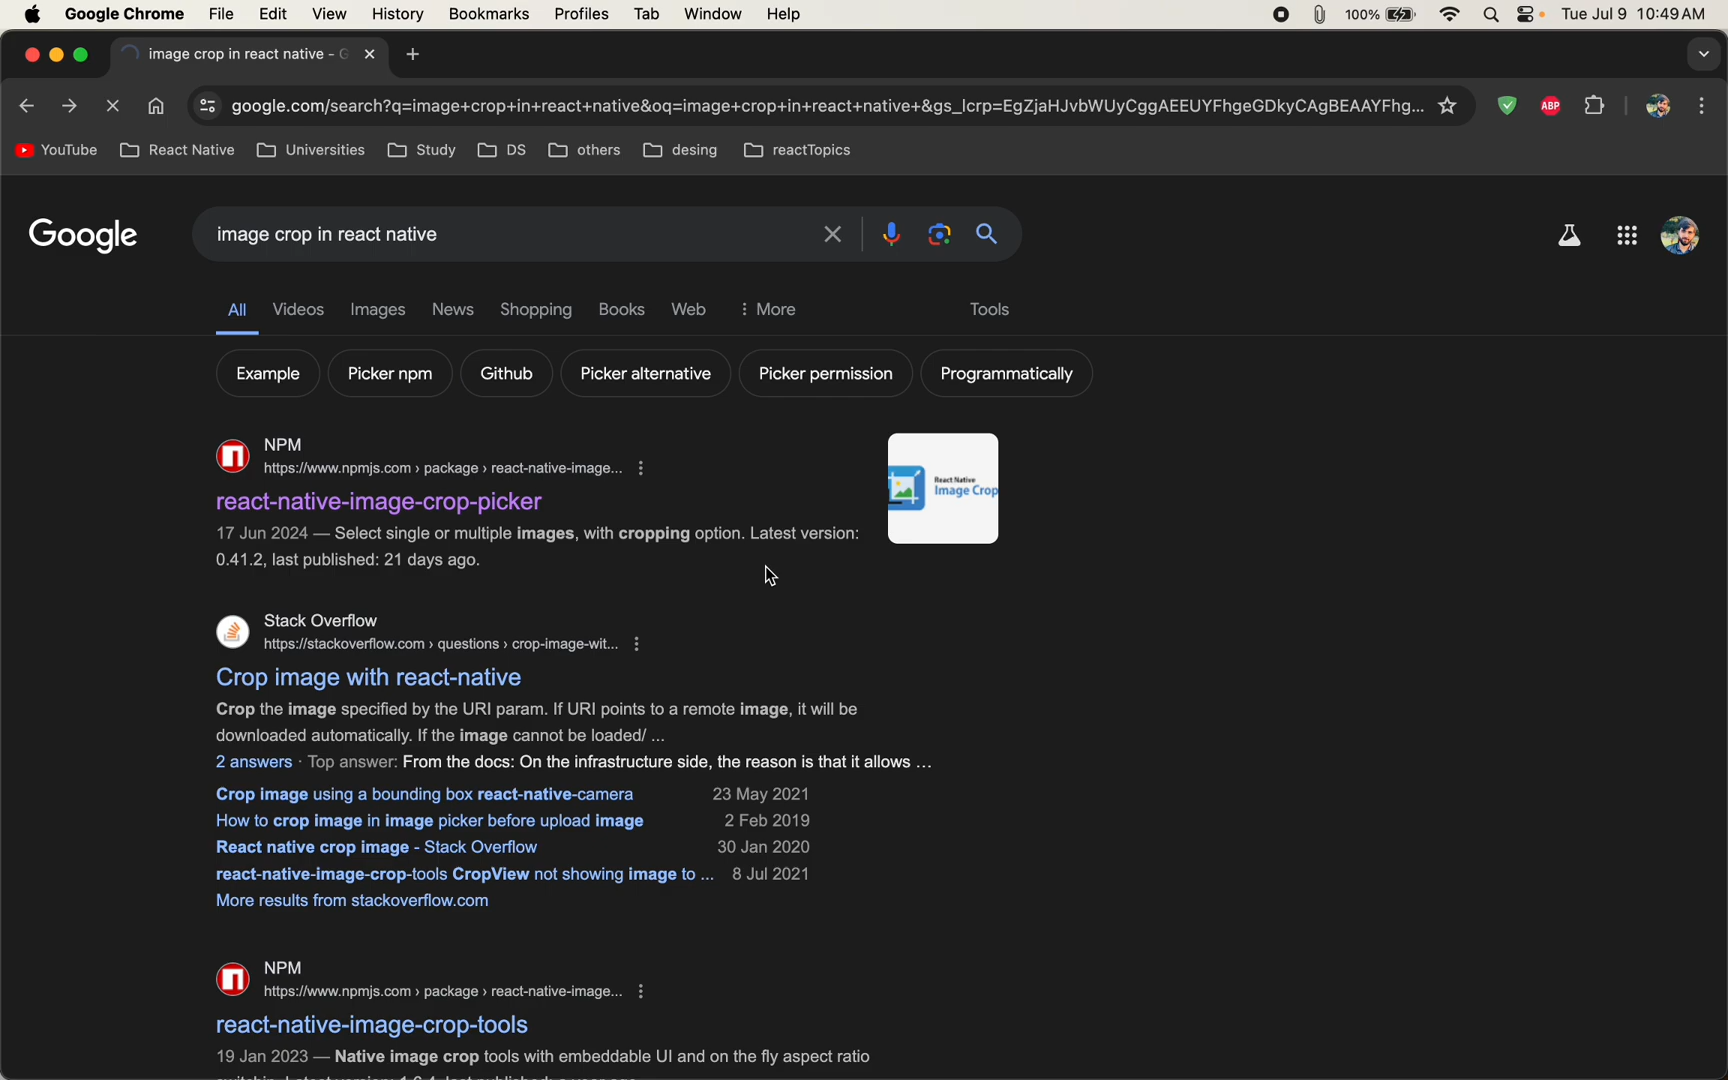 Google Chrome File Edit View History Bookmarks Profiles Tab Window Help 100% Tue Jul 9 10:49 AM
image crop in react native - G
google.com/search?q=image+crop+in+react+native&oq=image+crop+in+react+native+&gs_lcrp=EgZjaHJvbWUyCggAEEUYFhgeGDkyCAgBEAAYFhg... ABP
YouTube React Native Universities Study DS others desing reactTopics
Google image crop in react native
All Videos Images News Shopping Books Web More Tools
Example Picker npm Github Picker alternative Picker permission Programmatically
NPM
https://www.npmjs.com › package › react-native-image...
react-native-image-crop-picker
React Native
Image Crop
17 Jun 2024 — Select single or multiple images, with cropping option. Latest version:
0.41.2, last published: 21 days ago.
Stack Overflow
https://stackoverflow.com › questions › crop-image-wit...
Crop image with react-native
Crop the image specified by the URI param. If URI points to a remote image, it will be
downloaded automatically. If the image cannot be loaded/ ...
2 answers · Top answer: From the docs: On the infrastructure side, the reason is that it allows ...
Crop image using a bounding box react-native-camera 23 May 2021
How to crop image in image picker before upload image 2 Feb 2019
React native crop image - Stack Overflow 30 Jan 2020
react-native-image-crop-tools CropView not showing image to ... 8 Jul 2021
More results from stackoverflow.com
NPM
https://www.npmjs.com › package › react-native-image...
react-native-image-crop-tools
19 Jan 2023 — Native image crop tools with embeddable UI and on the fly aspect ratio